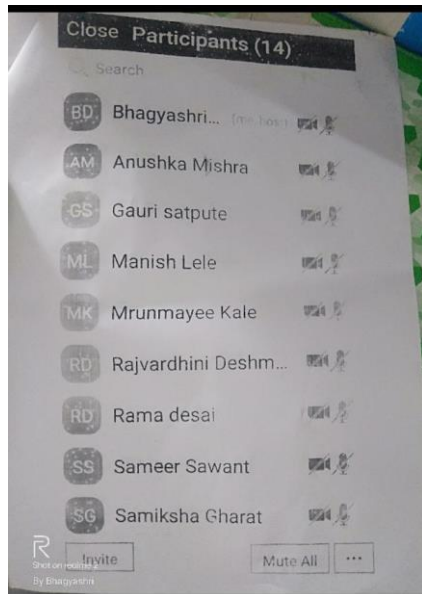 Close Participants (14)
Search
BD Bhagyashri... (me, host)
AM Anushka Mishra
GS Gauri satpute
ML Manish Lele
MK Mrunmayee Kale
RD Rajvardhini Deshm...
RD Rama desai
SS Sameer Sawant
SG Samiksha Gharat
Invite Mute All ...
R
Shot on realme
By Bhagyashri